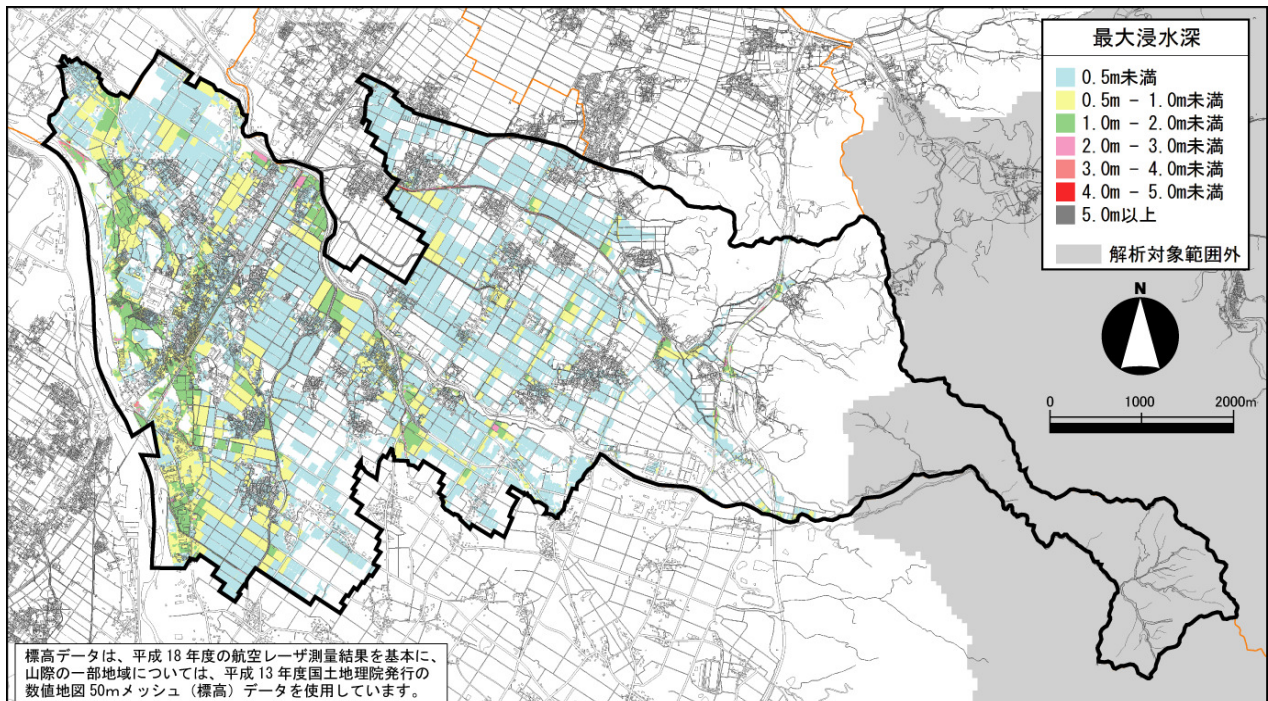 最大浸水深
0.5m未満
0.5m － 1.0m未満
1.0m － 2.0m未満
2.0m － 3.0m未満
3.0m － 4.0m未満
4.0m － 5.0m未満
5.0m以上
解析対象範囲外
N
0 1000 2000m
標高データは、平成 18 年度の航空レーザ測量結果を基本に、
山際の一部地域については、平成 13 年度国土地理院発行の
数値地図 50mメッシュ（標高）データを使用しています。